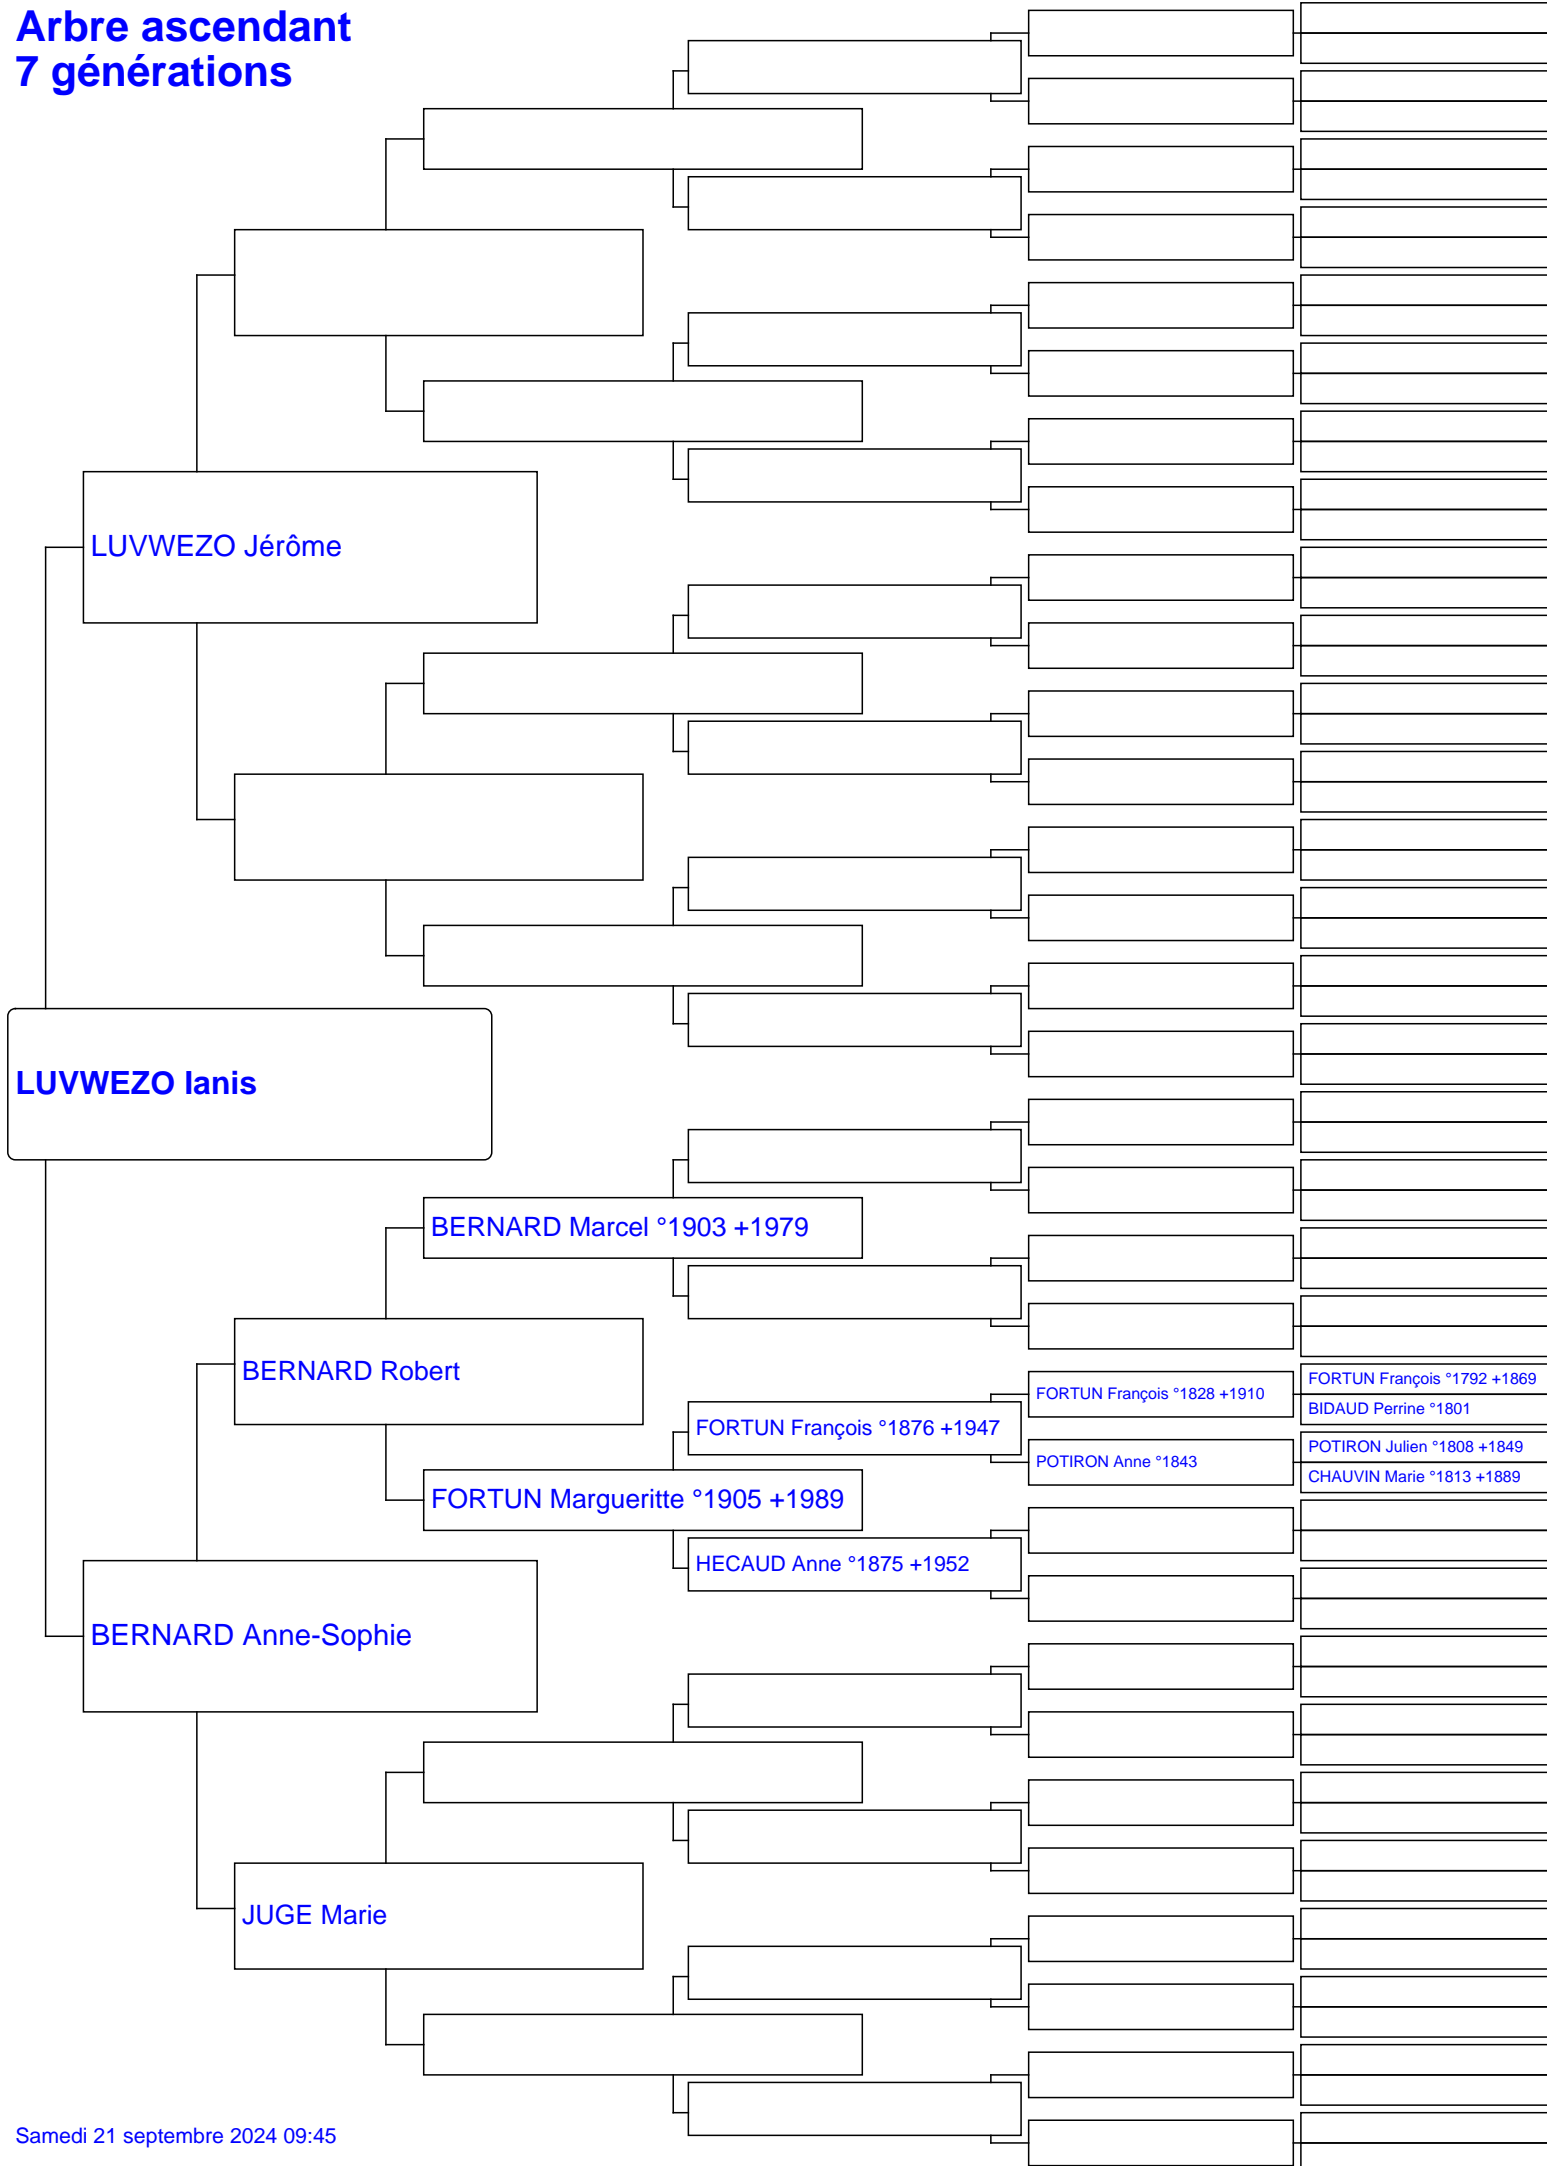 Arbre ascendant
7 générations
LUVWEZO Jérôme
LUVWEZO Ianis
BERNARD Marcel °1903 +1979
BERNARD Robert
FORTUN François °1792 +1869
FORTUN François °1828 +1910
BIDAUD Perrine °1801
FORTUN François °1876 +1947
POTIRON Julien °1808 +1849
POTIRON Anne °1843
CHAUVIN Marie °1813 +1889
FORTUN Margueritte °1905 +1989
HECAUD Anne °1875 +1952
BERNARD Anne-Sophie
JUGE Marie
Samedi 21 septembre 2024 09:45